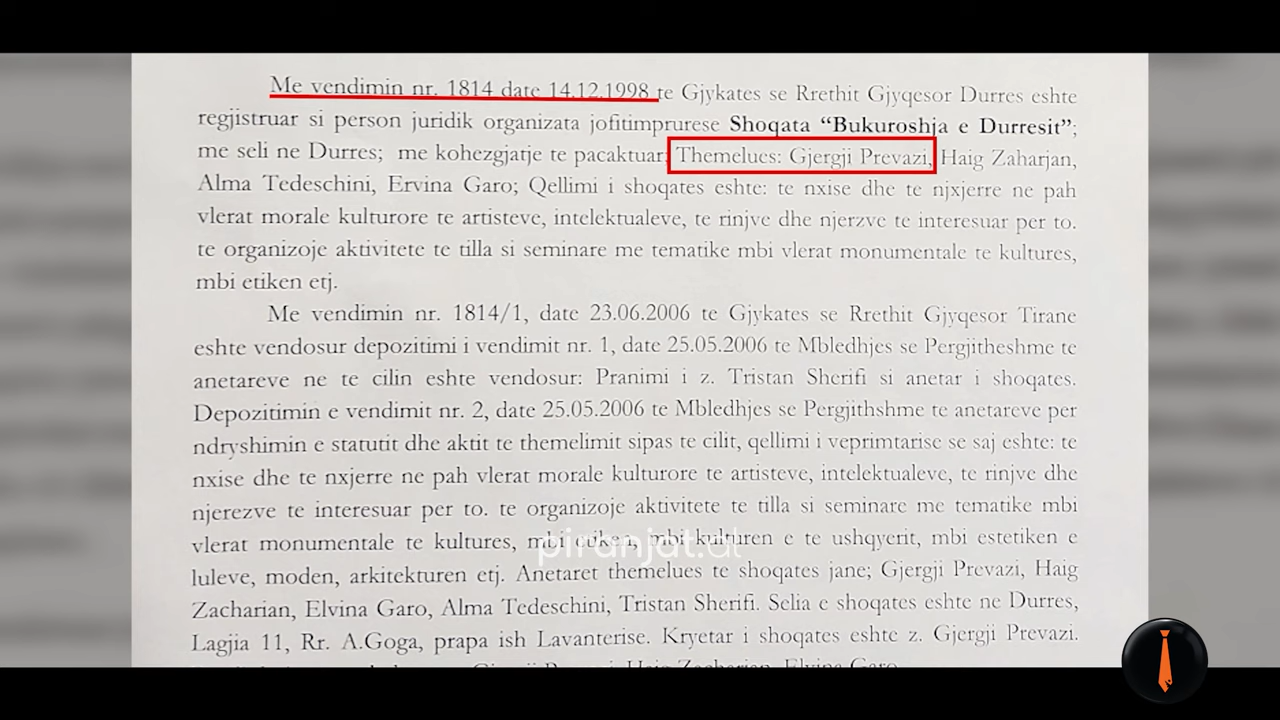 Me vendimin nr. 1814 date 14.12.1998 te Gjykates se Rrethit Gjyqesor Durres eshte
regjistruar si person juridik organizata jofitimprurese Shoqata “Bukuroshja e Durresit”;
me seli ne Durres; me kohezgjatje te pacaktuar; Themelues: Gjergji Prevazi, Haig Zaharjan,
Alma Tedeschini, Ervina Garo; Qellimi i shoqates eshte: te nxise dhe te njxjerre ne pah
vlerat morale kulturore te artisteve, intelektualeve, te rinjve dhe njerzve te interesuar per to.
te organizoje aktivitete te tilla si seminare me tematike mbi vlerat monumentale te kultures,
mbi etiken etj.
Me vendimin nr. 1814/1, date 23.06.2006 te Gjykates se Rrethit Gjyqesor Tirane
eshte vendosur depozitimi i vendimit nr. 1, date 25.05.2006 te Mbledhjes se Pergjitheshme te
anetareve ne te cilin eshte vendosur: Pranimi i z. Tristan Sherifi si anetar i shoqates.
Depozitimin e vendimit nr. 2, date 25.05.2006 te Mbledhjes se Pergjithshme te anetareve per
ndryshimin e statutit dhe aktit te themelimit sipas te cilit, qellimi i veprimtarise se saj eshte: te
nxise dhe te nxjerre ne pah vlerat morale kulturore te artisteve, intelektualeve, te rinjve dhe
njerezve te interesuar per to. te organizoje aktivitete te tilla si seminare me tematike mbi
vlerat monumentale te kultures, mbi etiken, mbi kulturen e te ushqyerit, mbi estetiken e
piranjat.al
luleve, moden, arkitekturen etj. Anetaret themelues te shoqates jane; Gjergji Prevazi, Haig
Zacharian, Elvina Garo, Alma Tedeschini, Tristan Sherifi. Selia e shoqates eshte ne Durres,
Lagjia 11, Rr. A.Goga, prapa ish Lavanterise. Kryetar i shoqates eshte z. Gjergji Prevazi.
Gjergji Prevazi, Haig Zacharian, Elvina Garo